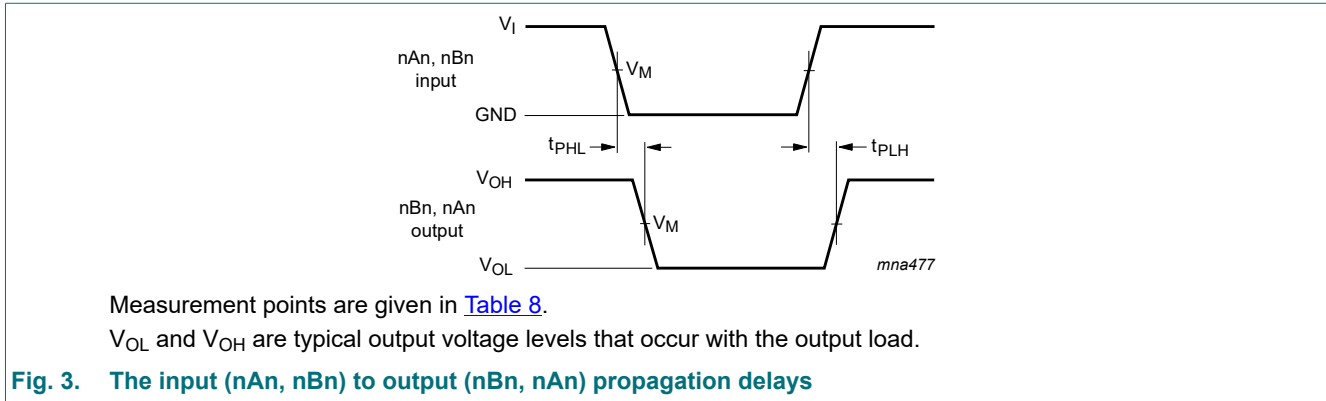 V_I
nAn, nBn
input
V_M
GND
t_PHL
t_PLH
V_OH
nBn, nAn
output
V_M
V_OL
mna477
Measurement points are given in Table 8.
V_OL and V_OH are typical output voltage levels that occur with the output load.
Fig. 3. The input (nAn, nBn) to output (nBn, nAn) propagation delays